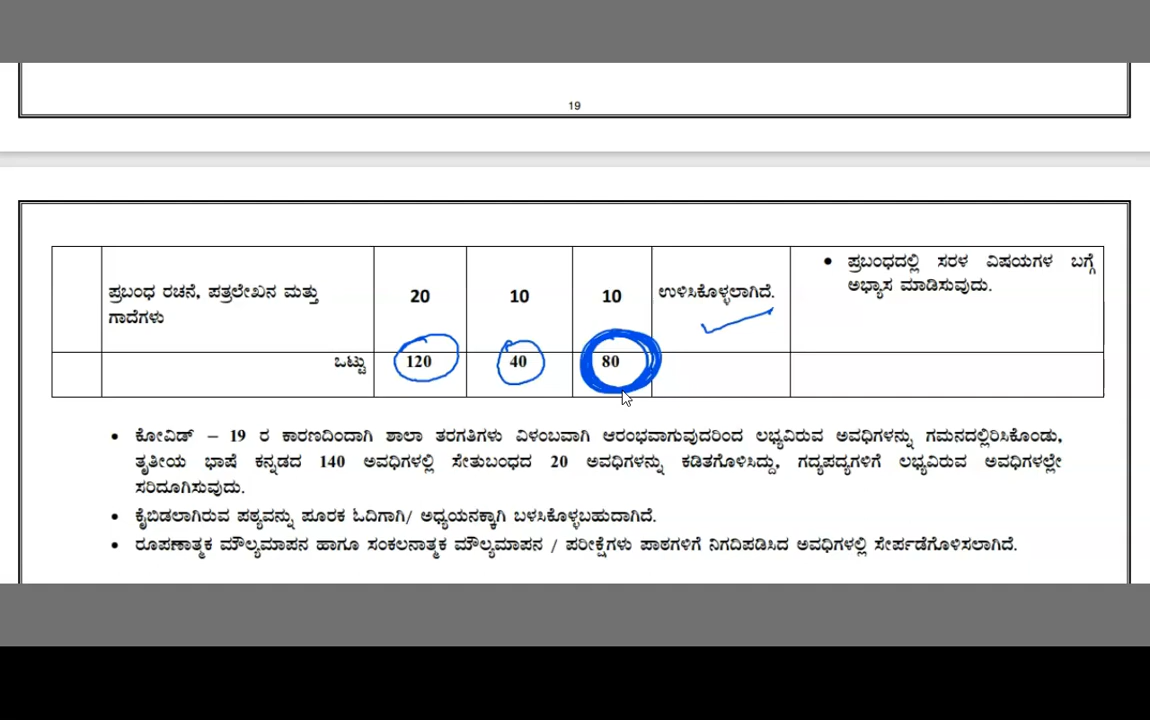 19
ಪ್ರಬಂಧ ರಚನೆ, ಪತ್ರಲೇಖನ ಮತ್ತು ಗಾದೆಗಳು 20 10 10 ಉಳಿಸಿಕೊಳ್ಳಲಾಗಿದೆ. • ಪ್ರಬಂಧದಲ್ಲಿ ಸರಳ ವಿಷಯಗಳ ಬಗ್ಗೆ
ಅಭ್ಯಾಸ ಮಾಡಿಸುವುದು.
ಒಟ್ಟು 120 40 80
• ಕೋವಿಡ್ – 19 ರ ಕಾರಣದಿಂದಾಗಿ ಶಾಲಾ ತರಗತಿಗಳು ವಿಳಂಬವಾಗಿ ಆರಂಭವಾಗುವುದರಿಂದ ಲಭ್ಯವಿರುವ ಅವಧಿಗಳನ್ನು ಗಮನದಲ್ಲಿರಿಸಿಕೊಂಡು,
ತೃತೀಯ ಭಾಷೆ ಕನ್ನಡದ 140 ಅವಧಿಗಳಲ್ಲಿ ಸೇತುಬಂಧದ 20 ಅವಧಿಗಳನ್ನು ಕಡಿತಗೊಳಿಸಿದ್ದು, ಗದ್ಯಪದ್ಯಗಳಿಗೆ ಲಭ್ಯವಿರುವ ಅವಧಿಗಳಲ್ಲೇ
ಸರಿದೂಗಿಸುವುದು.
• ಕೈಬಿಡಲಾಗಿರುವ ಪಠ್ಯವನ್ನು ಪೂರಕ ಓದಿಗಾಗಿ/ ಅಧ್ಯಯನಕ್ಕಾಗಿ ಬಳಸಿಕೊಳ್ಳಬಹುದಾಗಿದೆ.
• ರೂಪಣಾತ್ಮಕ ಮೌಲ್ಯಮಾಪನ ಹಾಗೂ ಸಂಕಲನಾತ್ಮಕ ಮೌಲ್ಯಮಾಪನ / ಪರೀಕ್ಷೆಗಳು ಪಾಠಗಳಿಗೆ ನಿಗದಿಪಡಿಸಿದ ಅವಧಿಗಳಲ್ಲಿ ಸೇರ್ಪಡೆಗೊಳಿಸಲಾಗಿದೆ.